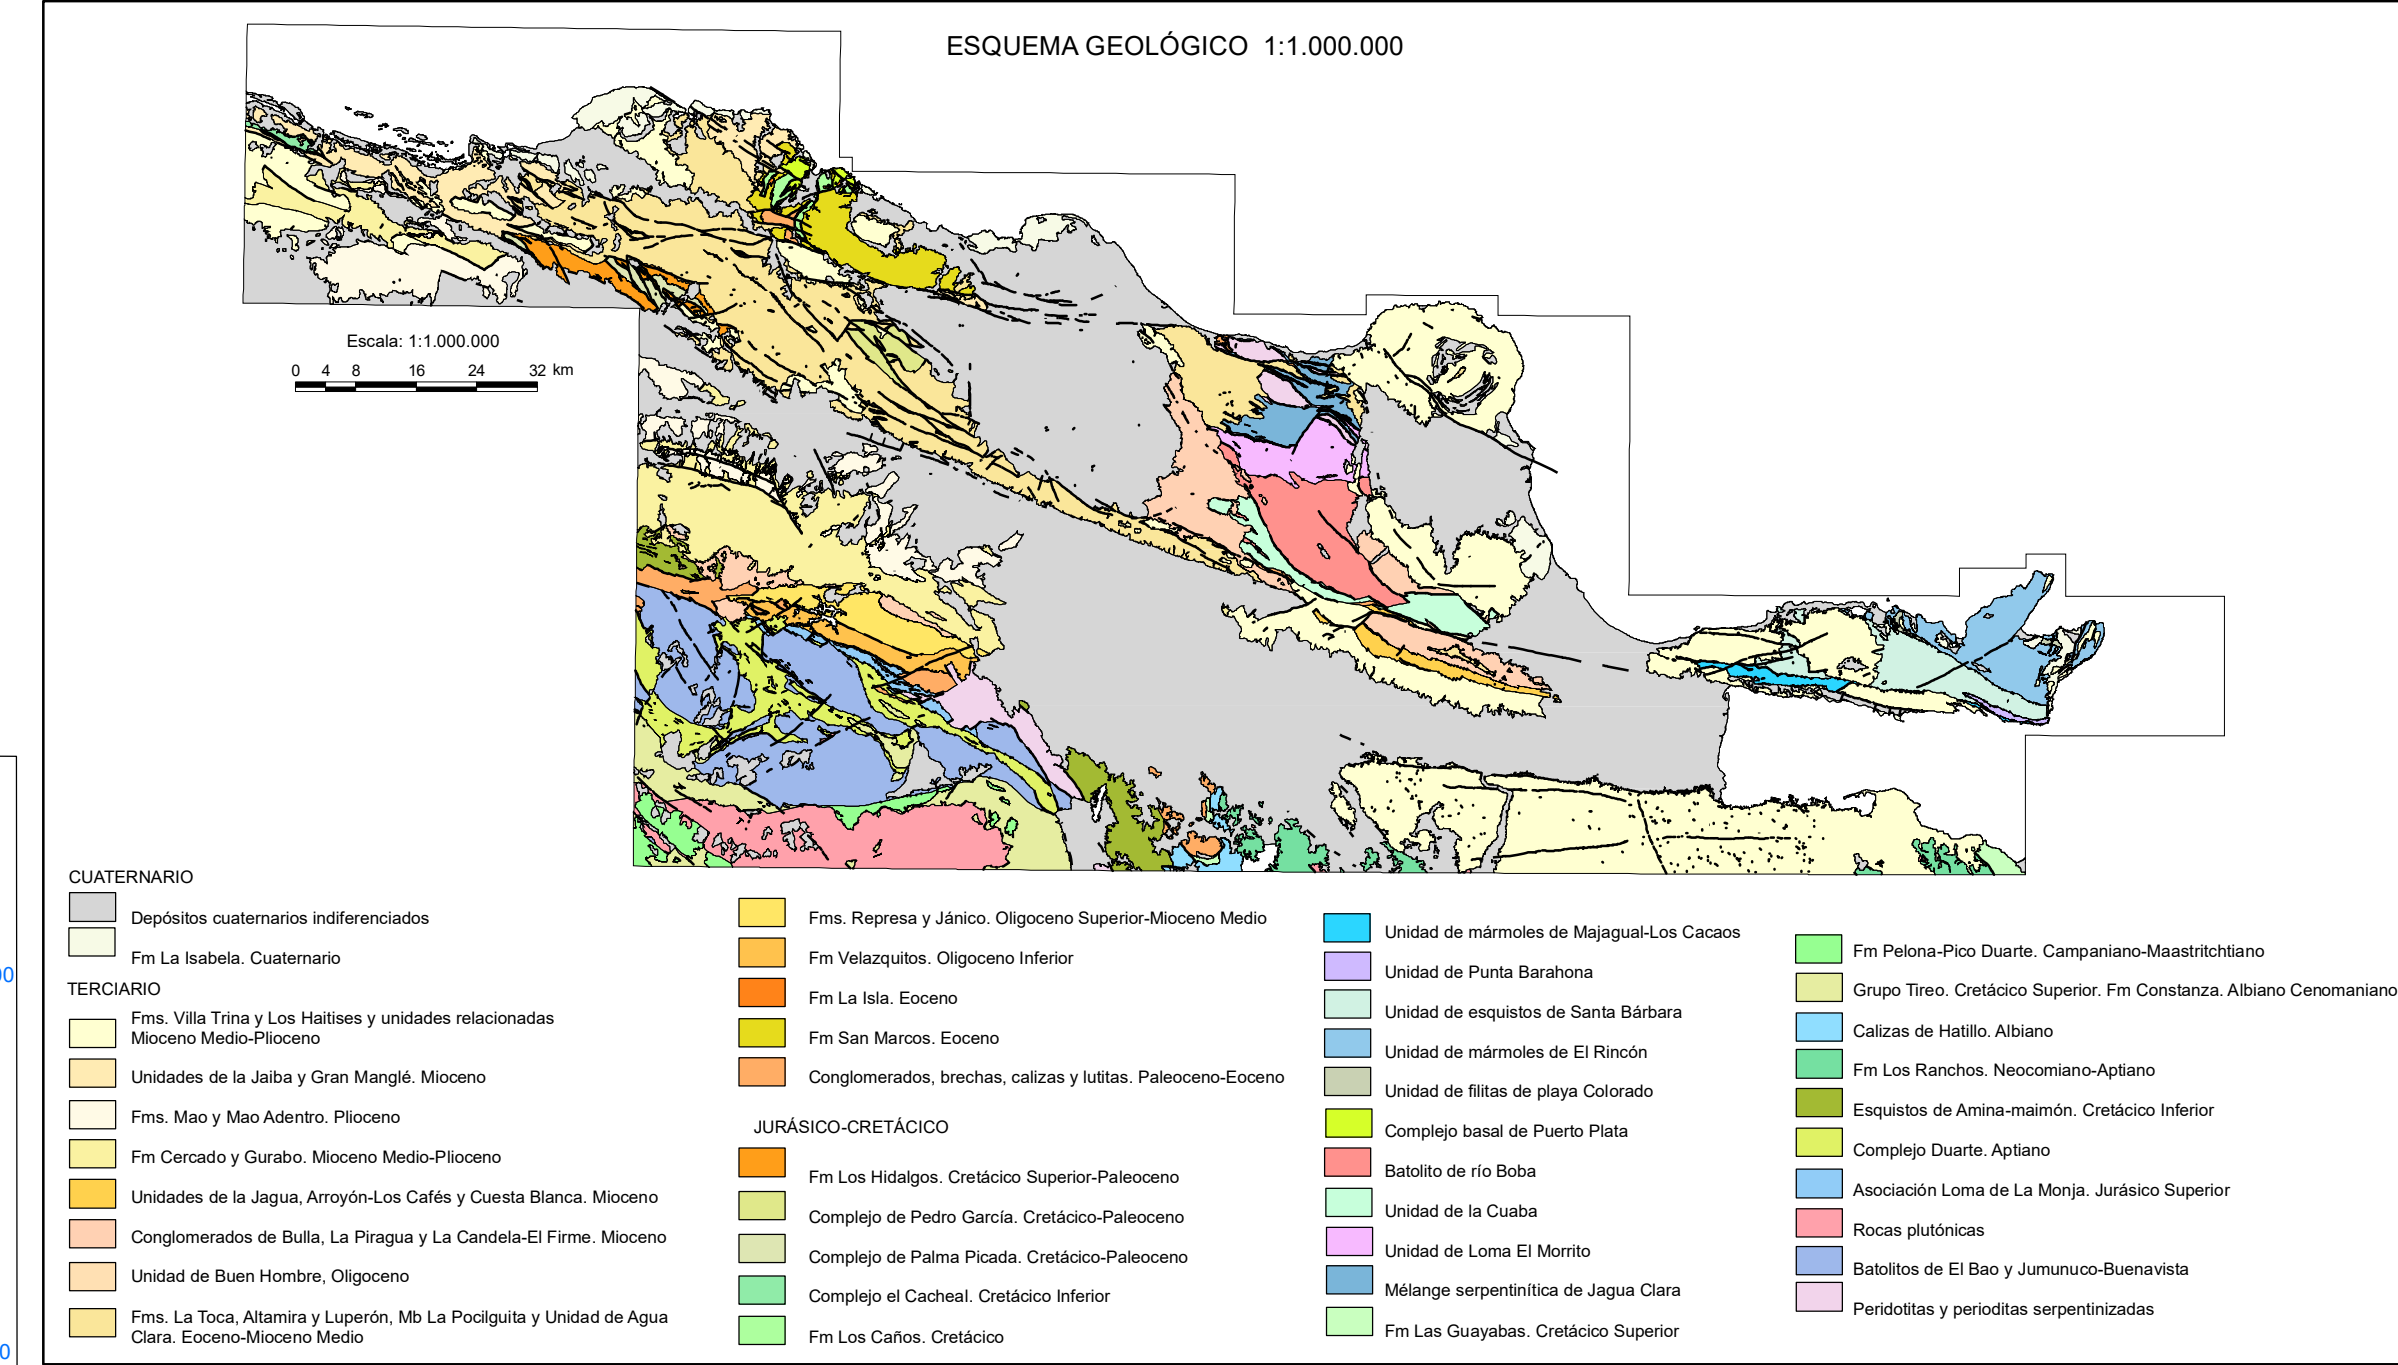 ESQUEMA GEOLÓGICO 1:1.000.000
Escala: 1:1.000.000
0 4 8 16 24 32 km
CUATERNARIO
Depósitos cuaternarios indiferenciados
Fm La Isabela. Cuaternario
TERCIARIO
Fms. Villa Trina y Los Haitises y unidades relacionadas
Mioceno Medio-Plioceno
Unidades de la Jaiba y Gran Manglé. Mioceno
Fms. Mao y Mao Adentro. Plioceno
Fm Cercado y Gurabo. Mioceno Medio-Plioceno
Unidades de la Jagua, Arroyón-Los Cafés y Cuesta Blanca. Mioceno
Conglomerados de Bulla, La Piragua y La Candela-El Firme. Mioceno
Unidad de Buen Hombre, Oligoceno
Fms. La Toca, Altamira y Luperón, Mb La Pocilguita y Unidad de Agua
Clara. Eoceno-Mioceno Medio
Fms. Represa y Jánico. Oligoceno Superior-Mioceno Medio
Fm Velazquitos. Oligoceno Inferior
Fm La Isla. Eoceno
Fm San Marcos. Eoceno
Conglomerados, brechas, calizas y lutitas. Paleoceno-Eoceno
JURÁSICO-CRETÁCICO
Fm Los Hidalgos. Cretácico Superior-Paleoceno
Complejo de Pedro García. Cretácico-Paleoceno
Complejo de Palma Picada. Cretácico-Paleoceno
Complejo el Cacheal. Cretácico Inferior
Fm Los Caños. Cretácico
Unidad de mármoles de Majagual-Los Cacaos
Unidad de Punta Barahona
Unidad de esquistos de Santa Bárbara
Unidad de mármoles de El Rincón
Unidad de filitas de playa Colorado
Complejo basal de Puerto Plata
Batolito de río Boba
Unidad de la Cuaba
Unidad de Loma El Morrito
Mélange serpentinítica de Jagua Clara
Fm Las Guayabas. Cretácico Superior
Fm Pelona-Pico Duarte. Campaniano-Maastritchtiano
Grupo Tireo. Cretácico Superior. Fm Constanza. Albiano Cenomaniano
Calizas de Hatillo. Albiano
Fm Los Ranchos. Neocomiano-Aptiano
Esquistos de Amina-maimón. Cretácico Inferior
Complejo Duarte. Aptiano
Asociación Loma de La Monja. Jurásico Superior
Rocas plutónicas
Batolitos de El Bao y Jumunuco-Buenavista
Peridotitas y perioditas serpentinizadas